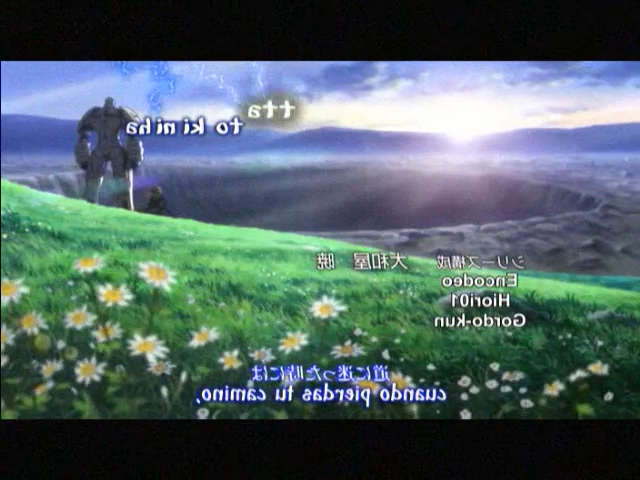 tta
to ki ni ha
シリーズ構成 大和屋 暁
Encodeo
Hiori01
Gordo-kun
道に迷った時には
cuando pierdas tu camino,